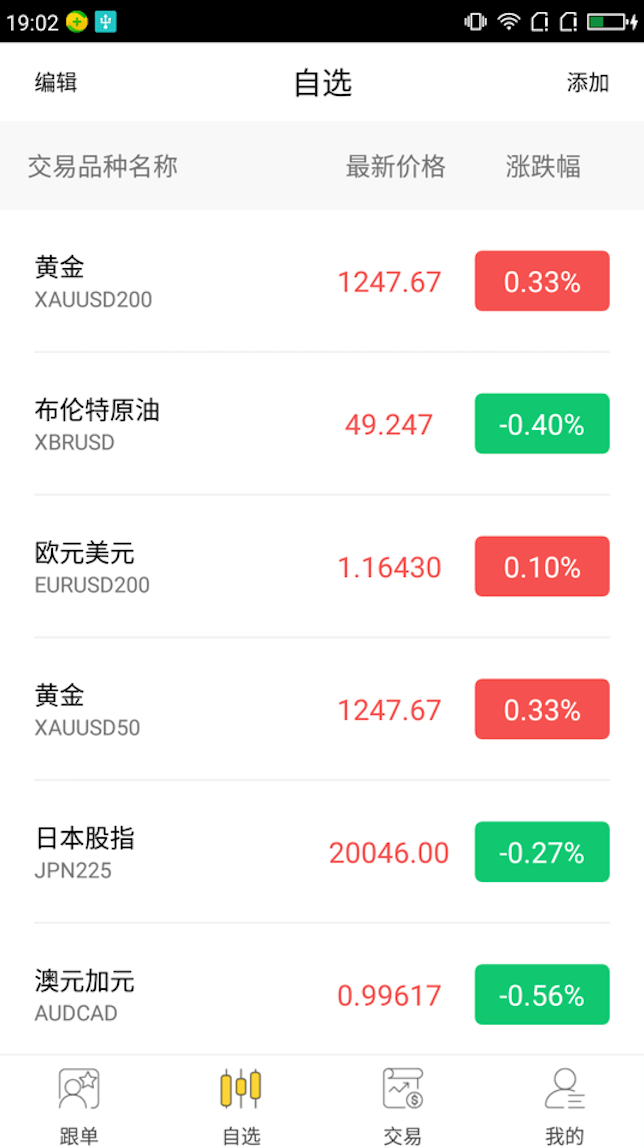 19:02
编辑 自选 添加
交易品种名称 最新价格 涨跌幅
黄金
XAUUSD200
1247.67 0.33%
布伦特原油
XBRUSD
49.247 -0.40%
欧元美元
EURUSD200
1.16430 0.10%
黄金
XAUUSD50
1247.67 0.33%
日本股指
JPN225
20046.00 -0.27%
澳元加元
AUDCAD
0.99617 -0.56%
跟单 自选 交易 我的